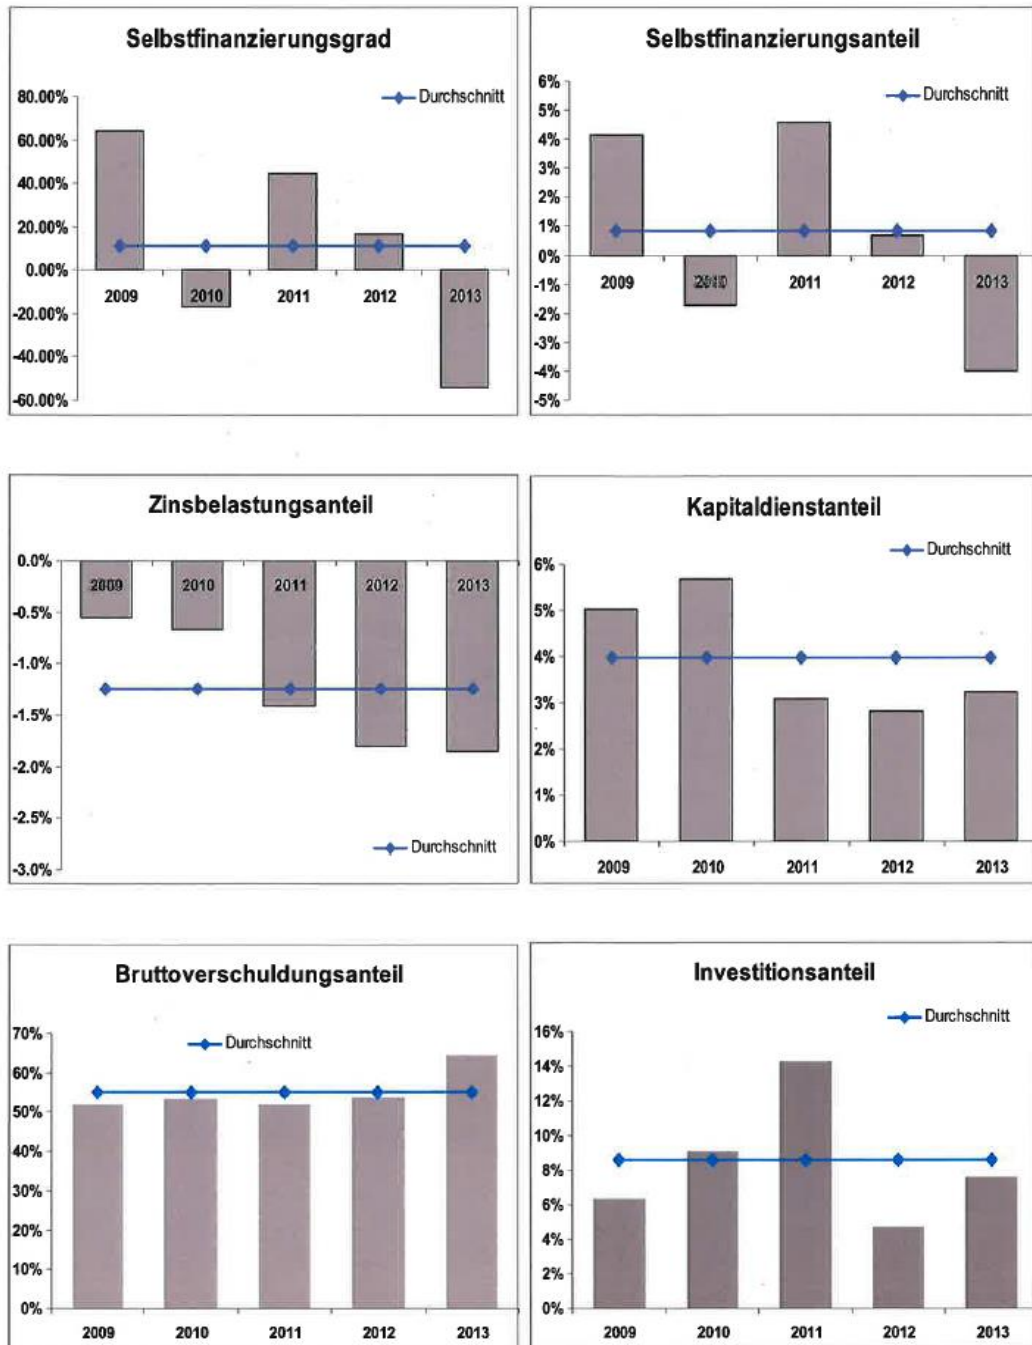 Selbstfinanzierungsgrad
Durchschnitt
80.00%
60.00%
40.00%
20.00%
0.00%
-20.00%
-40.00%
-60.00%
2009 2010 2011 2012 2013
Selbstfinanzierungsanteil
Durchschnitt
6%
5%
4%
3%
2%
1%
0%
-1%
-2%
-3%
-4%
-5%
2009 2010 2011 2012 2013
Zinsbelastungsanteil
0.0%
-0.5%
-1.0%
-1.5%
-2.0%
-2.5%
-3.0%
2009 2010 2011 2012 2013
Durchschnitt
Kapitaldienstanteil
Durchschnitt
6%
5%
4%
3%
2%
1%
0%
2009 2010 2011 2012 2013
Bruttoverschuldungsanteil
Durchschnitt
70%
60%
50%
40%
30%
20%
10%
0%
2009 2010 2011 2012 2013
Investitionsanteil
Durchschnitt
16%
14%
12%
10%
8%
6%
4%
2%
0%
2009 2010 2011 2012 2013